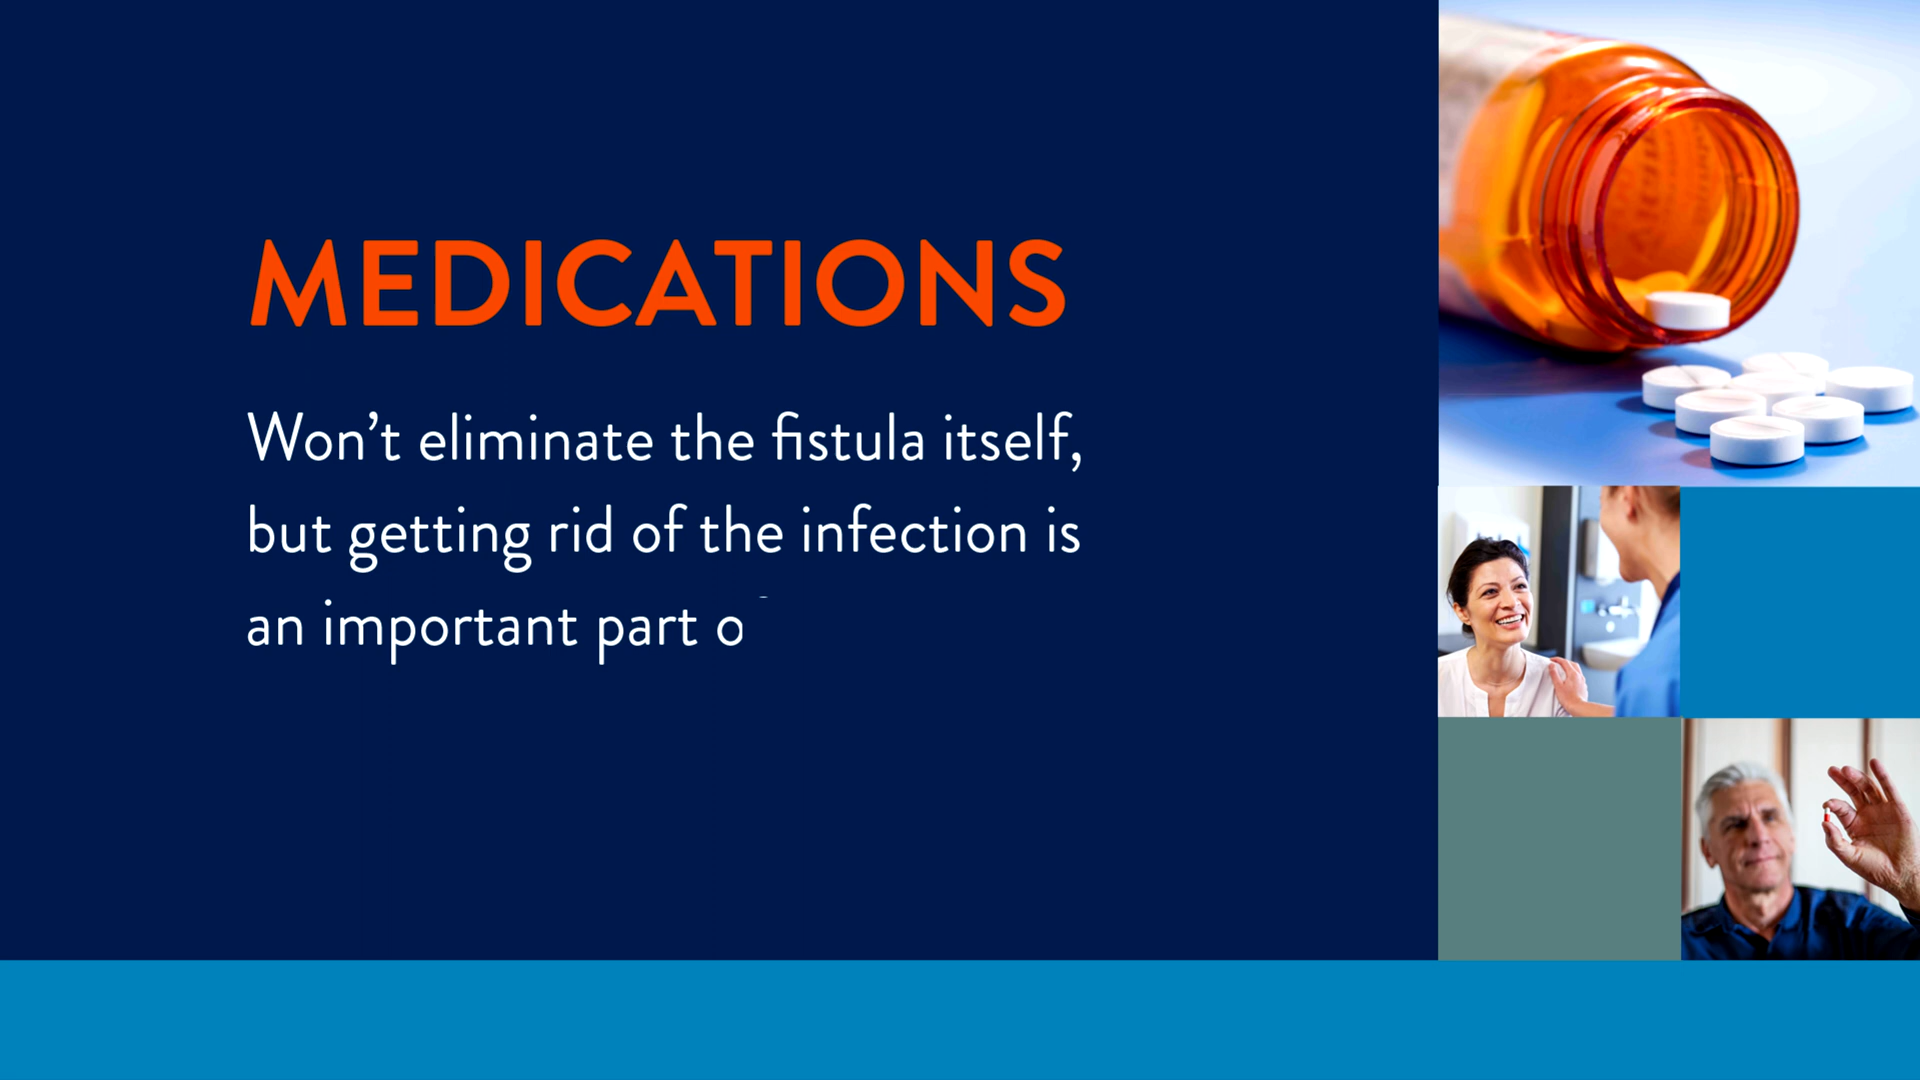 MEDICATIONS
Won’t eliminate the fistula itself,
but getting rid of the infection is
an important part o